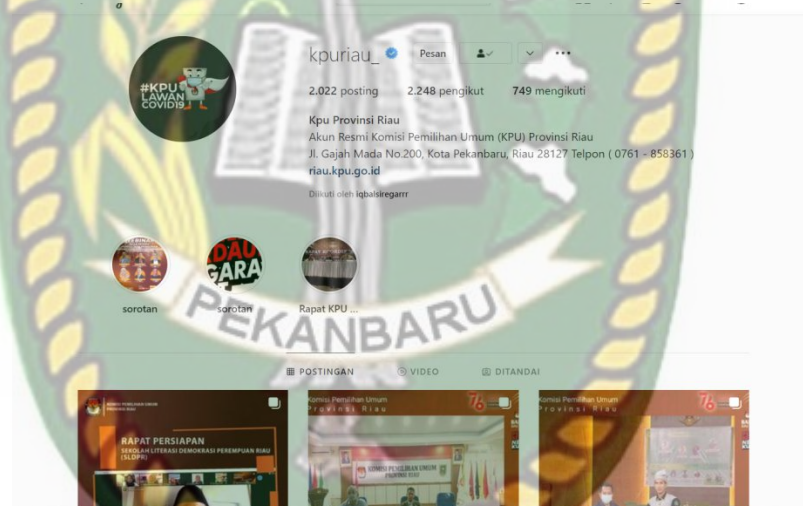 kpuriau_ Pesan
2.022 posting 2.248 pengikut 749 mengikuti
Kpu Provinsi Riau
Akun Resmi Komisi Pemilihan Umum (KPU) Provinsi Riau
Jl. Gajah Mada No.200, Kota Pekanbaru, Riau 28127 Telpon ( 0761 - 858361 )
riau.kpu.go.id
Diikuti oleh iqbalsiregarrr
#KPU
LAWAN
COVID19
DAU
GARA
sorotan sorotan Rapat KPU ...
PEKANBARU
POSTINGAN VIDEO DITANDAI
KOMISI PEMILIHAN UMUM
PROVINSI RIAU
RAPAT PERSIAPAN
SEKOLAH LITERASI DEMOKRASI PEREMPUAN RIAU
(SLDPR)
Komisi Pemilihan Umum
Provinsi Riau
76
KOMISI PEMILIHAN UMUM
PROVINSI RIAU
Komisi Pemilihan Umum
Provinsi Riau
76